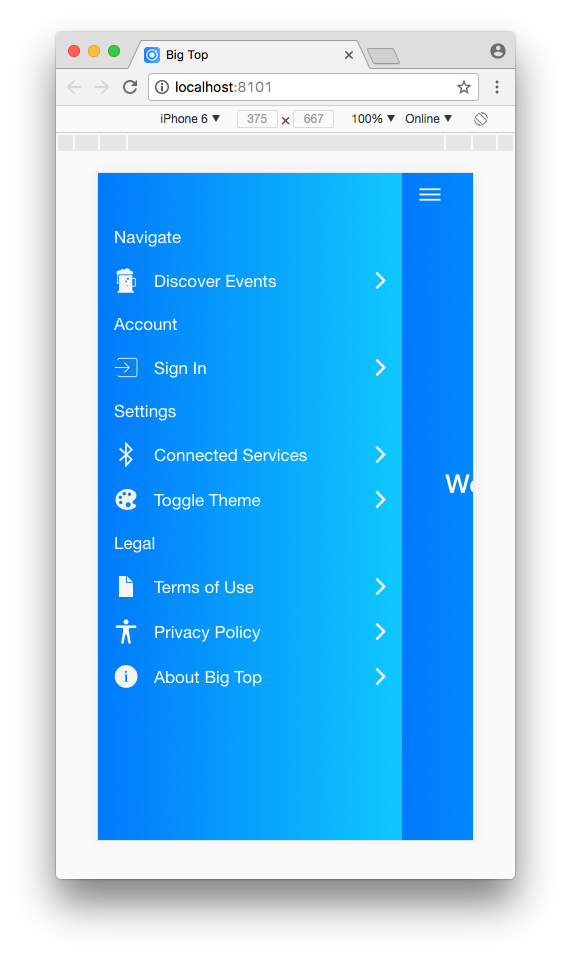 Big Top
localhost:8101
iPhone 6 ▼ 375 × 667 100% ▼ Online ▼
Navigate
Discover Events
Account
Sign In
Settings
Connected Services
We
Toggle Theme
Legal
Terms of Use
Privacy Policy
About Big Top